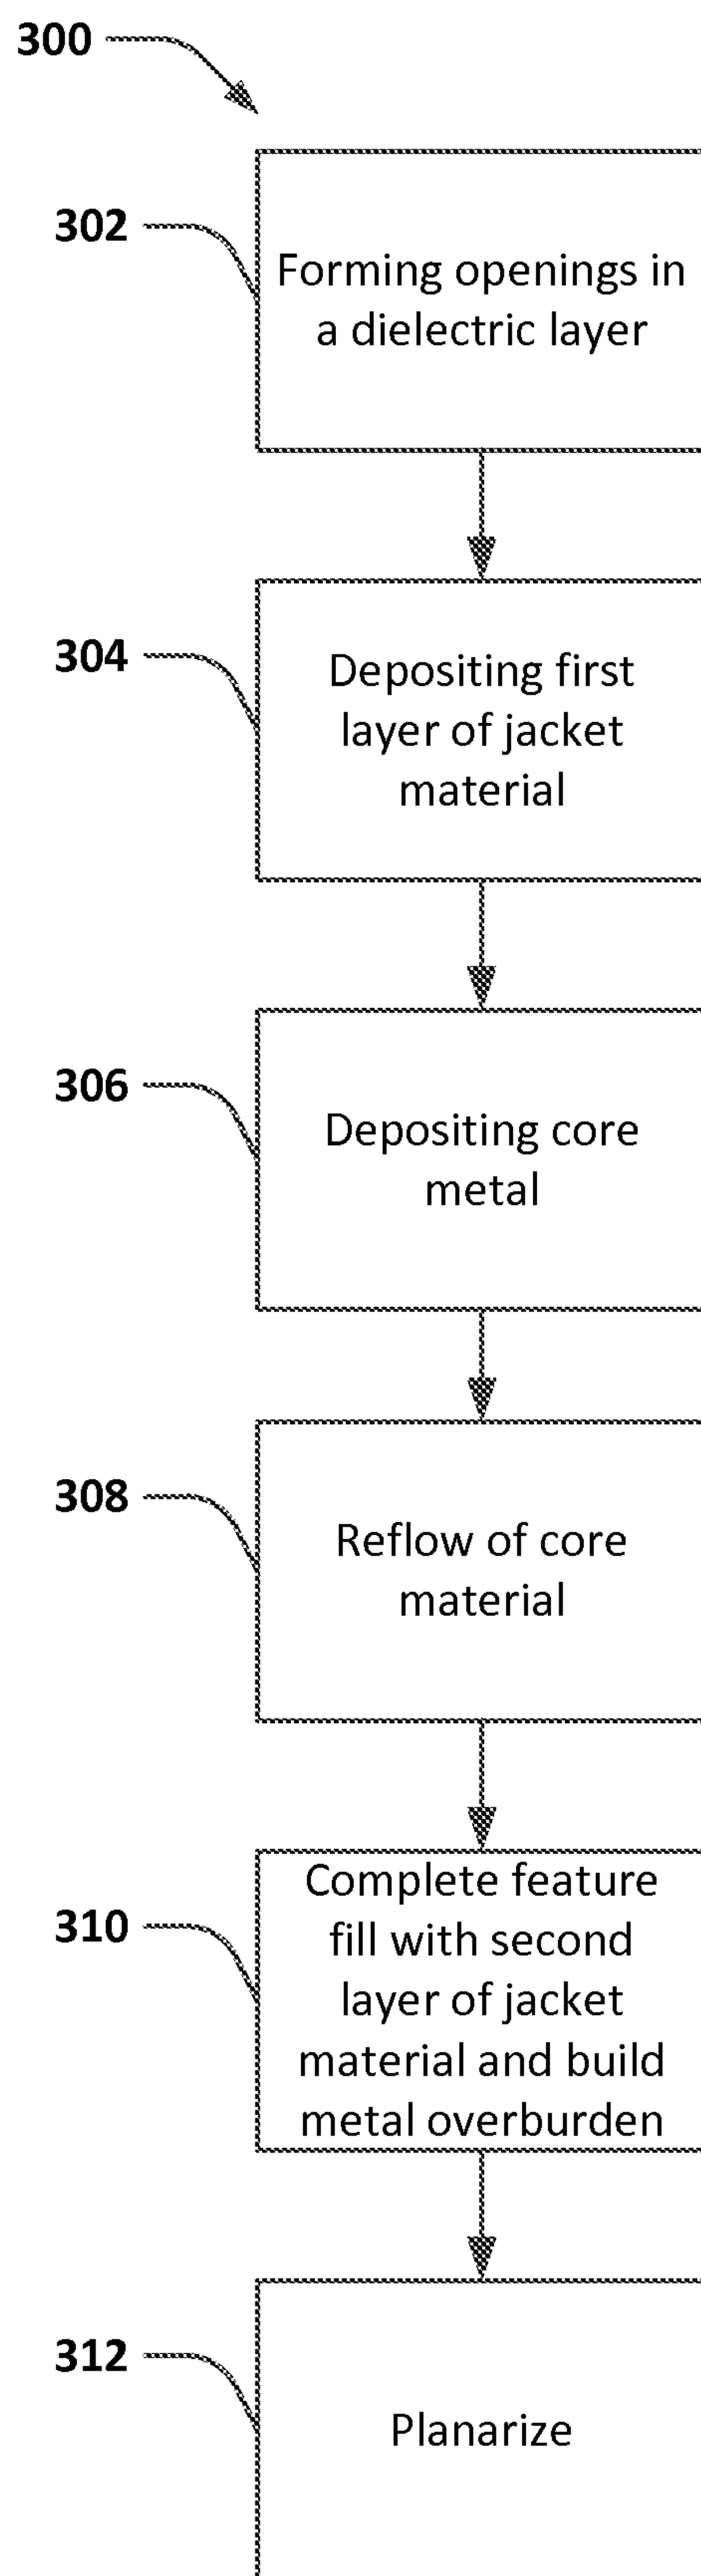 300
302
Forming openings in
a dielectric layer
304
Depositing first
layer of jacket
material
306
Depositing core
metal
308
Reflow of core
material
310
Complete feature
fill with second
layer of jacket
material and build
metal overburden
312
Planarize